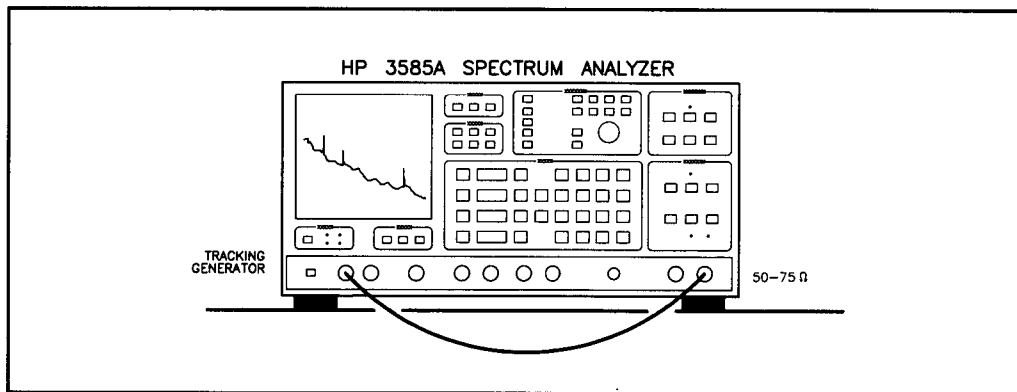 HP 3585A SPECTRUM ANALYZER
TRACKING
GENERATOR
50-75 Ω